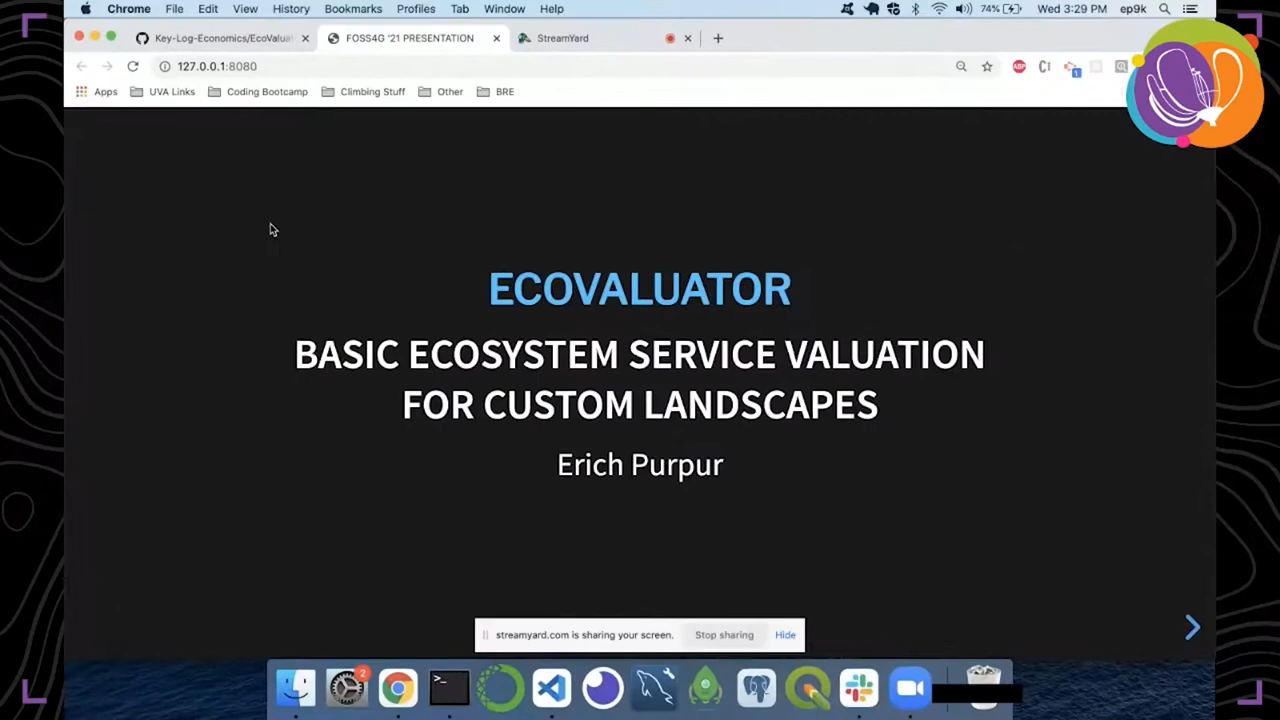 Chrome File Edit View History Bookmarks Profiles Tab Window Help 74% Wed 3:29 PM ep9k
Key-Log-Economics/EcoValuat FOSS4G '21 PRESENTATION StreamYard
127.0.0.1:8080
Apps UVA Links Coding Bootcamp Climbing Stuff Other BRE
ECOVALUATOR
BASIC ECOSYSTEM SERVICE VALUATION
FOR CUSTOM LANDSCAPES
Erich Purpur
streamyard.com is sharing your screen. Stop sharing Hide
2